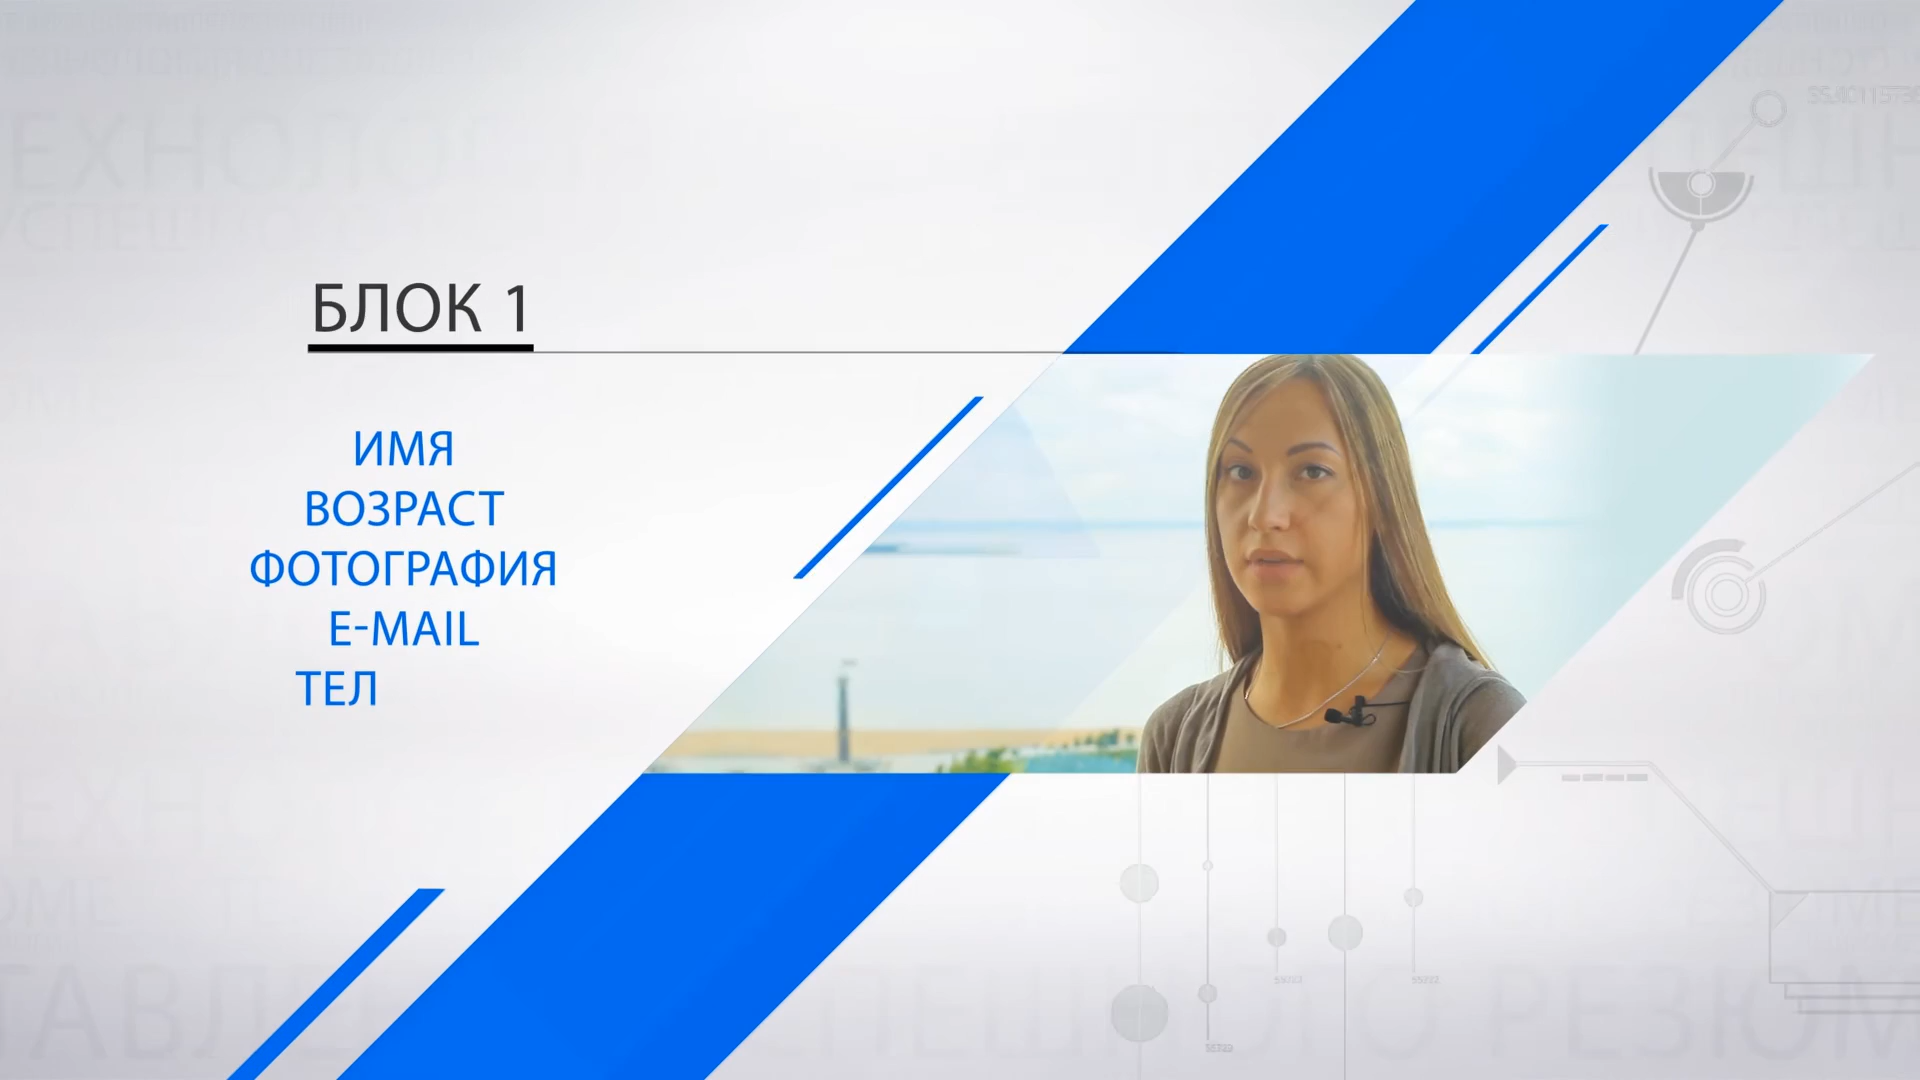 БЛОК 1
ИМЯ
ВОЗРАСТ
ФОТОГРАФИЯ
E-MAIL
ТЕЛ